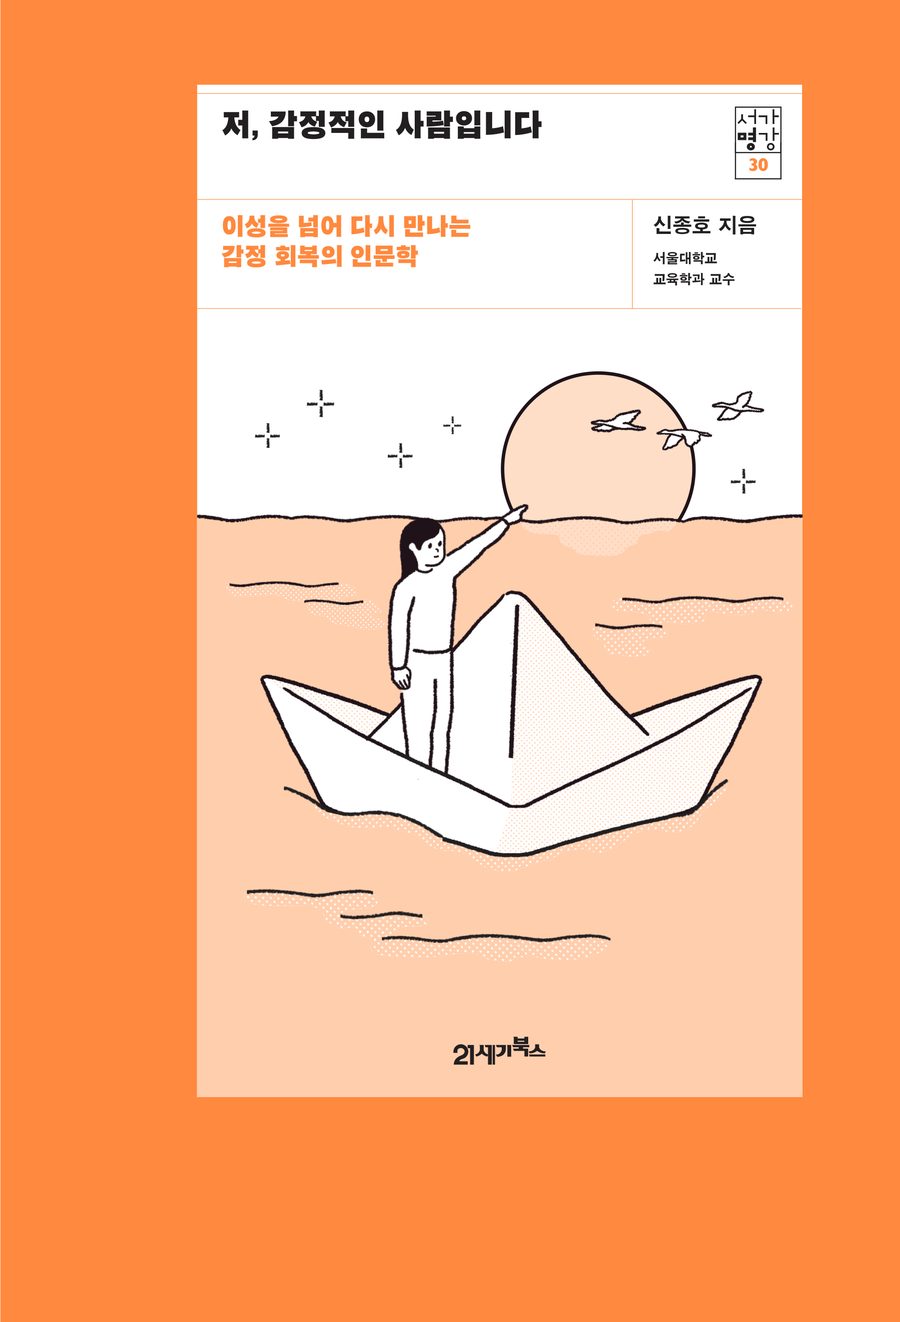 저, 감정적인 사람입니다
서가
명강
30
이성을 넘어 다시 만나는
감정 회복의 인문학
신종호 지음
서울대학교
교육학과 교수
21세기북스